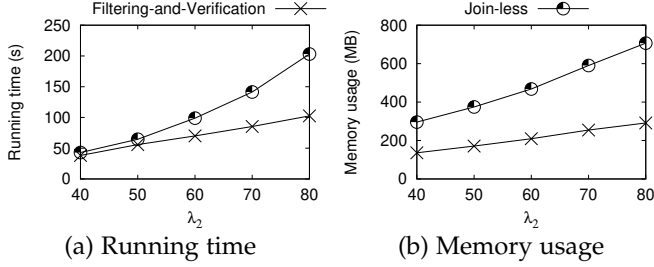 Filtering-and-Verification Join-less
Running time (s)
250
200
150
100
50
0
40 50 60 70 80
λ2
(a) Running time
Memory usage (MB)
800
600
400
200
0
40 50 60 70 80
λ2
(b) Memory usage